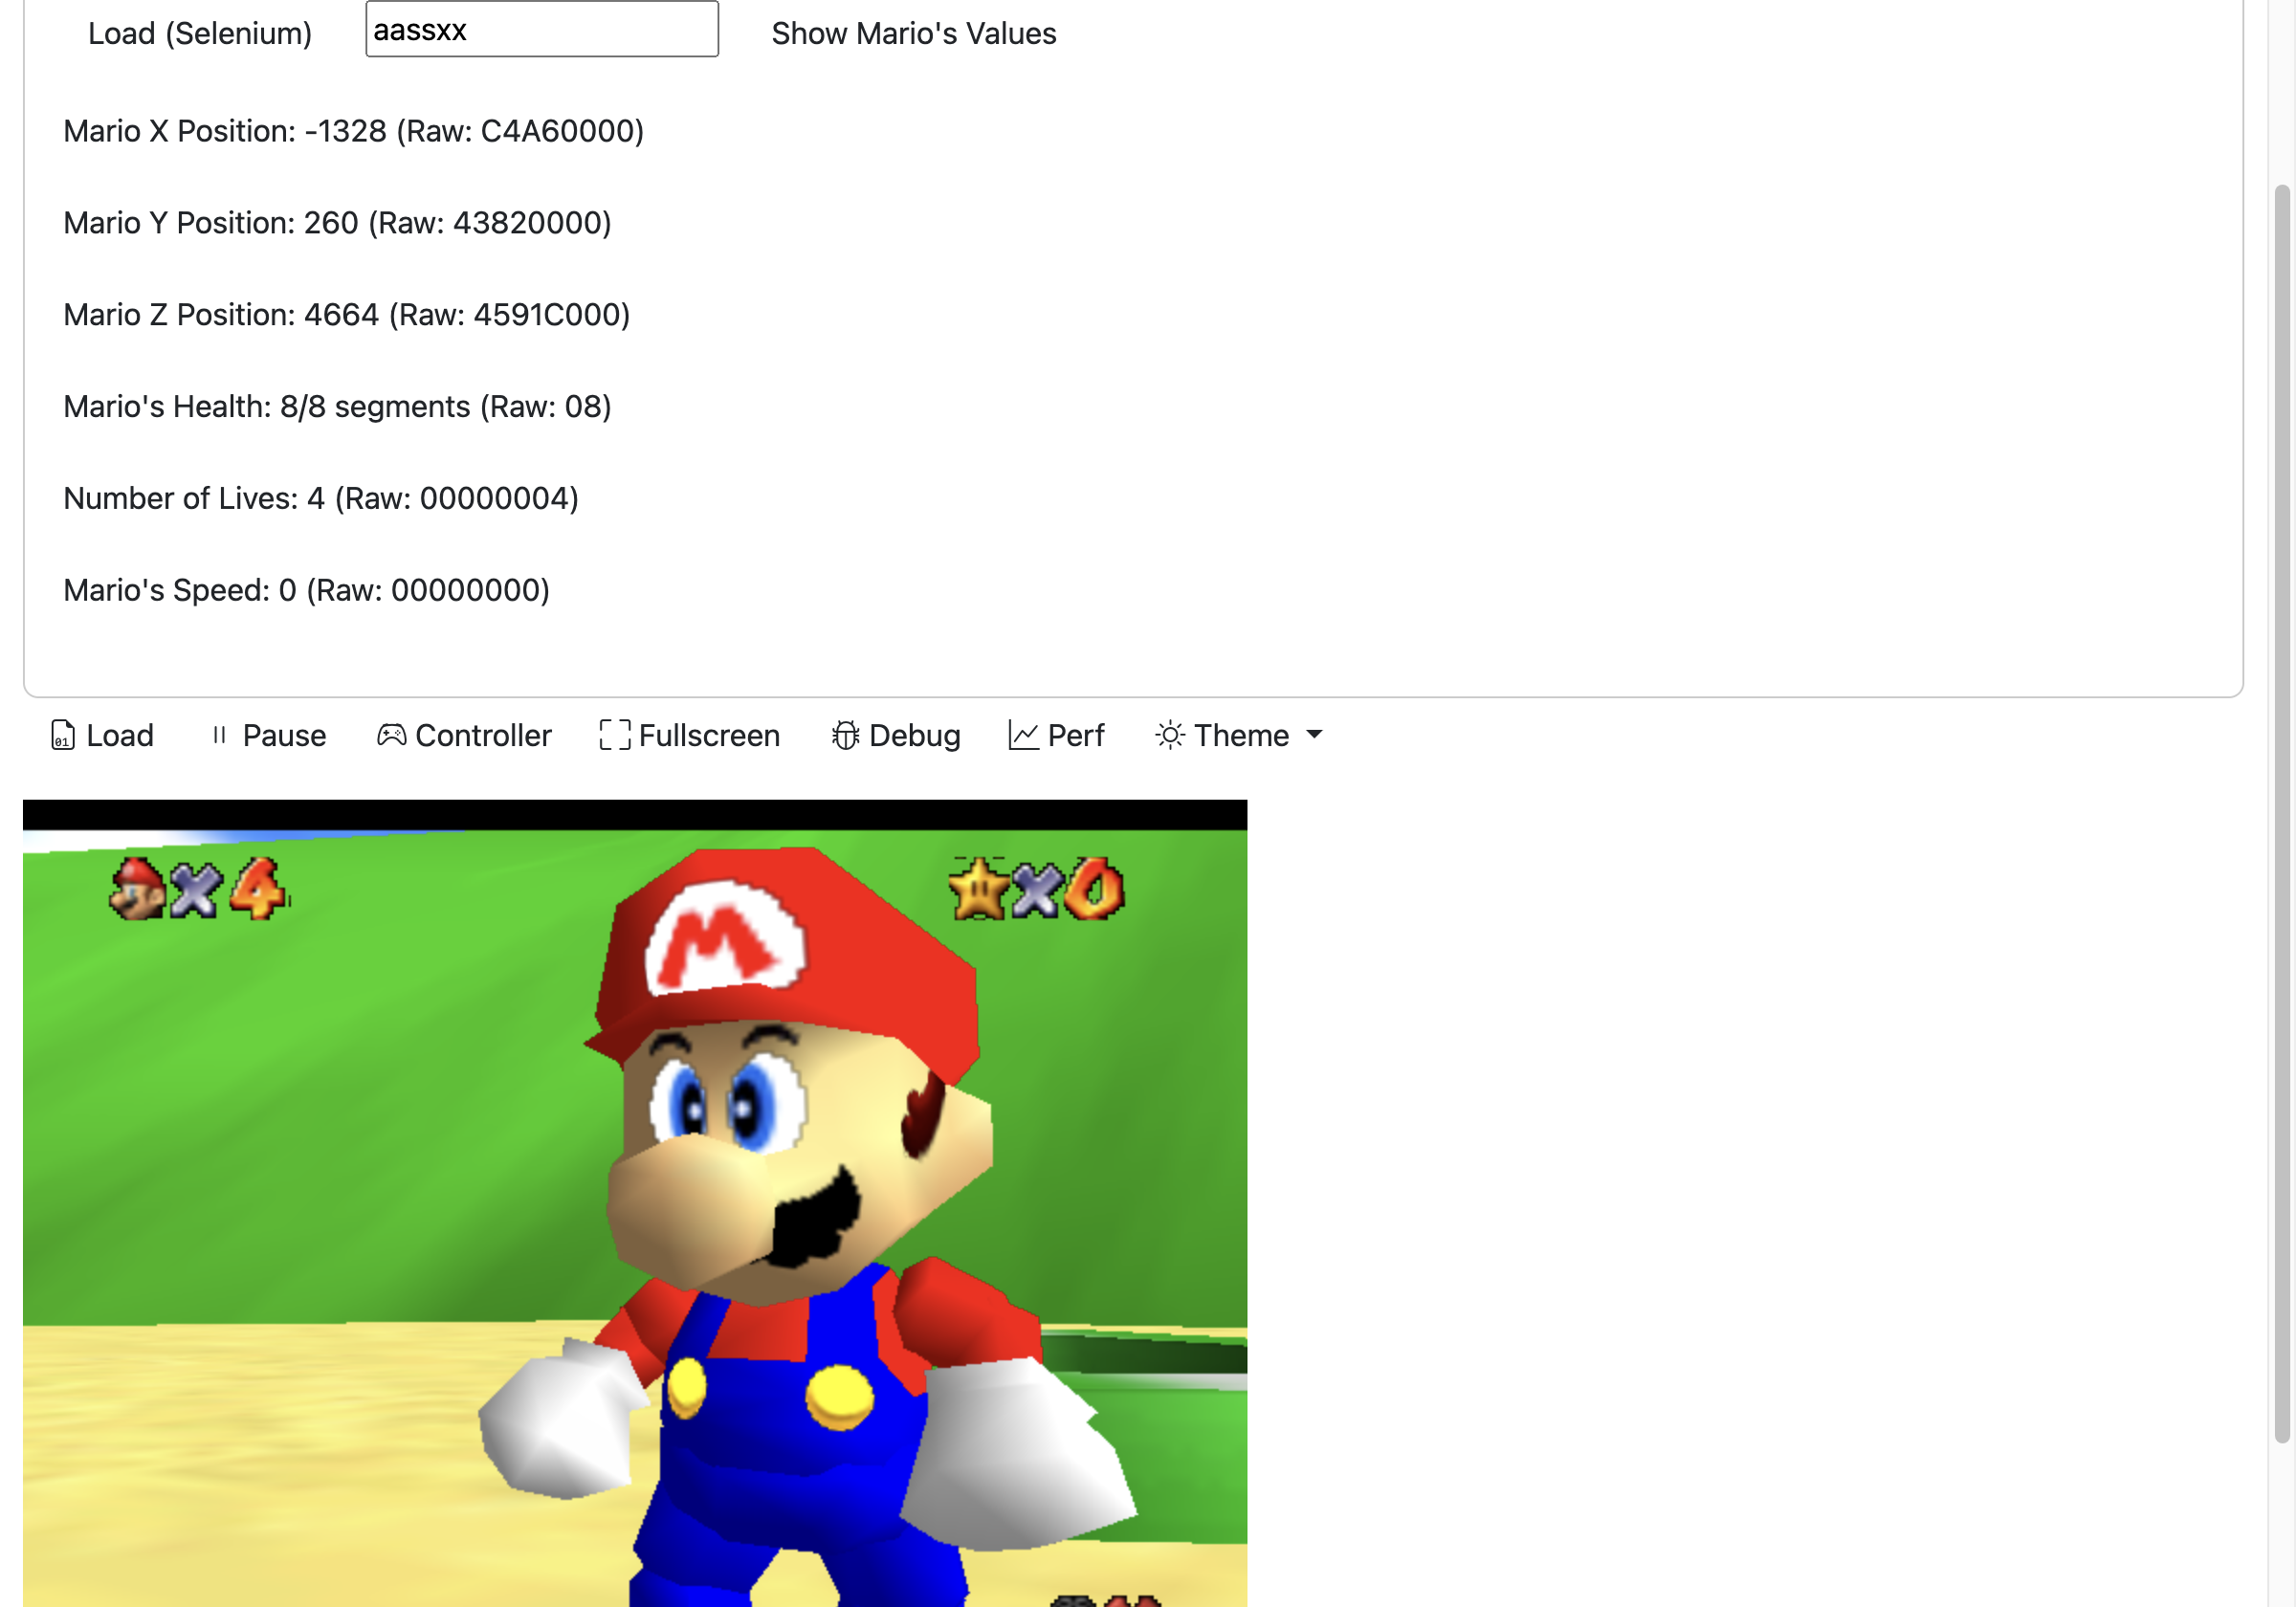 Load (Selenium) aassxx Show Mario's Values
Mario X Position: -1328 (Raw: C4A60000)
Mario Y Position: 260 (Raw: 43820000)
Mario Z Position: 4664 (Raw: 4591C000)
Mario's Health: 8/8 segments (Raw: 08)
Number of Lives: 4 (Raw: 00000004)
Mario's Speed: 0 (Raw: 00000000)
01 Load Pause Controller Fullscreen Debug Perf Theme
×4 ×0
M